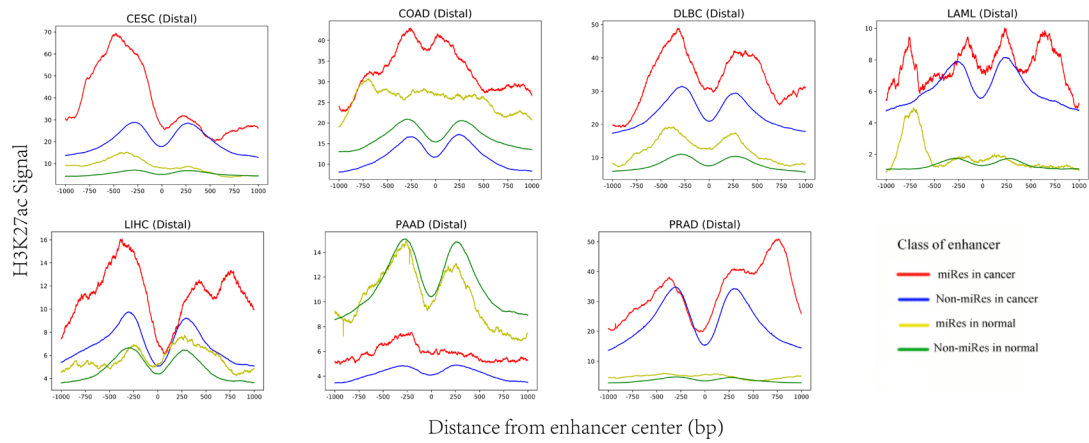 CESC (Distal)
70
60
50
40
30
20
10
-1000 -750 -500 -250 0 250 500 750 1000
COAD (Distal)
40
35
30
25
20
15
10
-1000 -750 -500 -250 0 250 500 750 1000
DLBC (Distal)
50
40
30
20
10
-1000 -750 -500 -250 0 250 500 750 1000
LAML (Distal)
10
8
6
4
2
-1000 -750 -500 -250 0 250 500 750 1000
H3K27ac Signal
LIHC (Distal)
16
14
12
10
8
6
4
-1000 -750 -500 -250 0 250 500 750 1000
PAAD (Distal)
14
12
10
8
6
4
-1000 -750 -500 -250 0 250 500 750 1000
PRAD (Distal)
50
40
30
20
10
-1000 -750 -500 -250 0 250 500 750 1000
Class of enhancer
miRes in cancer
Non-miRes in cancer
miRes in normal
Non-miRes in normal
Distance from enhancer center (bp)